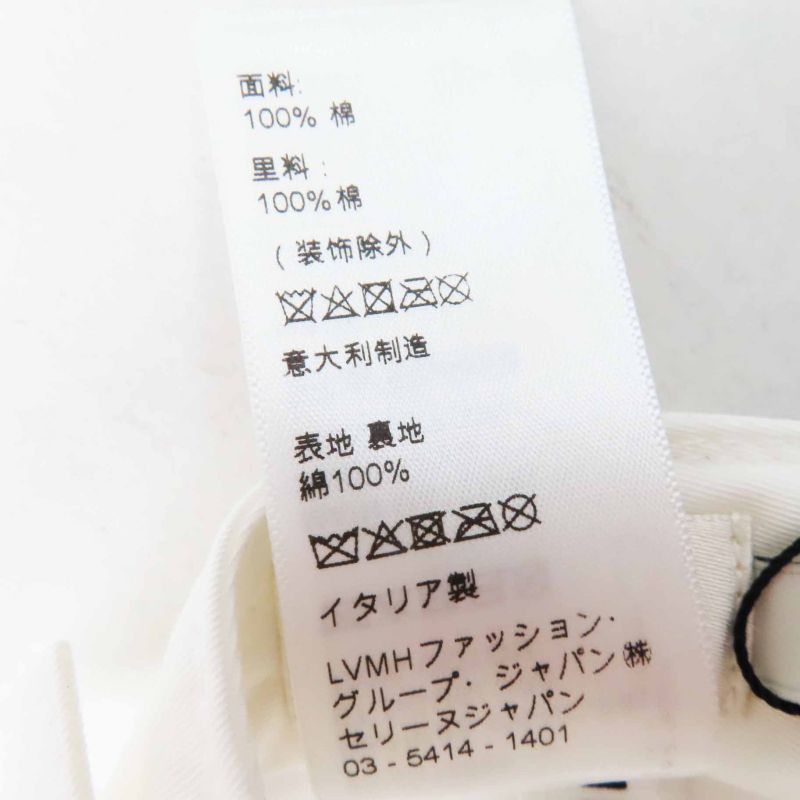 面料:
100% 棉
里料 :
100% 棉
( 装饰除外 )
意大利制造
表地 裏地
綿100%
イタリア製
LVMHファッション・
グループ・ジャパン㈱
セリーヌジャパン
03 - 5414 - 1401